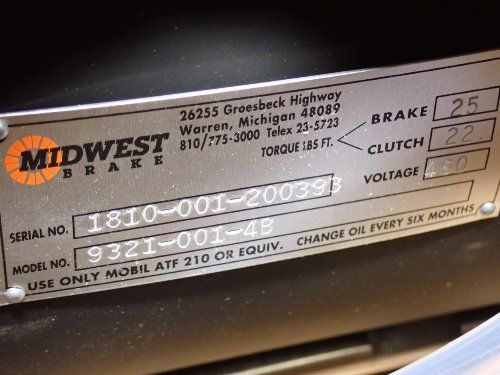 MIDWEST
BRAKE
26255 Groesbeck Highway
Warren, Michigan 48089
810/775-3000 Telex 23-5723
TORQUE LBS FT.
BRAKE 25
CLUTCH 22
VOLTAGE 460
SERIAL NO. 1810-001-200393
MODEL NO. 9321-001-4B
USE ONLY MOBIL ATF 210 OR EQUIV. CHANGE OIL EVERY SIX MONTHS